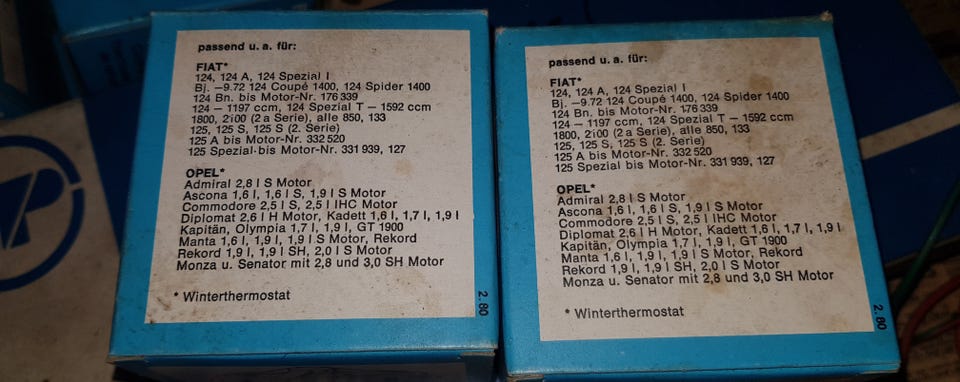 passend u. a. für:
FIAT*
124, 124 A, 124 Spezial I
Bj. –9.72 124 Coupé 1400, 124 Spider 1400
124 Bn. bis Motor-Nr. 176 339
124 – 1197 ccm, 124 Spezial T – 1592 ccm
1800, 2i00 (2 a Serie), alle 850, 133
125, 125 S, 125 S (2. Serie)
125 A bis Motor-Nr. 332 520
125 Spezial-bis Motor-Nr. 331 939, 127
OPEL*
Admiral 2,8 l S Motor
Ascona 1,6 l, 1,6 l S, 1,9 l S Motor
Commodore 2,5 l S, 2,5 l IHC Motor
Diplomat 2,6 l H Motor, Kadett 1,6 l, 1,7 l, 1,9 l
Kapitän, Olympia 1,7 l, 1,9 l, GT 1900
Manta 1,6 l, 1,9 l, 1,9 l S Motor, Rekord
Rekord 1,9 l, 1,9 l SH, 2,0 l S Motor
Monza u. Senator mit 2,8 und 3,0 SH Motor
* Winterthermostat
2. 80
passend u. a. für:
FIAT*
124, 124 A, 124 Spezial I
Bj. –9.72 124 Coupé 1400, 124 Spider 1400
124 Bn. bis Motor-Nr. 176 339
124 – 1197 ccm, 124 Spezial T – 1592 ccm
1800, 2i00 (2 a Serie), alle 850, 133
125, 125 S, 125 S (2. Serie)
125 A bis Motor-Nr. 332 520
125 Spezial bis Motor-Nr. 331 939, 127
OPEL*
Admiral 2,8 l S Motor
Ascona 1,6 l, 1,6 l S, 1,9 l S Motor
Commodore 2,5 l S, 2,5 l IHC Motor
Diplomat 2,6 l H Motor, Kadett 1,6 l, 1,7 l, 1,9 l
Kapitän, Olympia 1,7 l, 1,9 l, GT 1900
Manta 1,6 l, 1,9 l, 1,9 l S Motor, Rekord
Rekord 1,9 l, 1,9 l SH, 2,0 l S Motor
Monza u. Senator mit 2,8 und 3,0 SH Motor
* Winterthermostat
2. 80